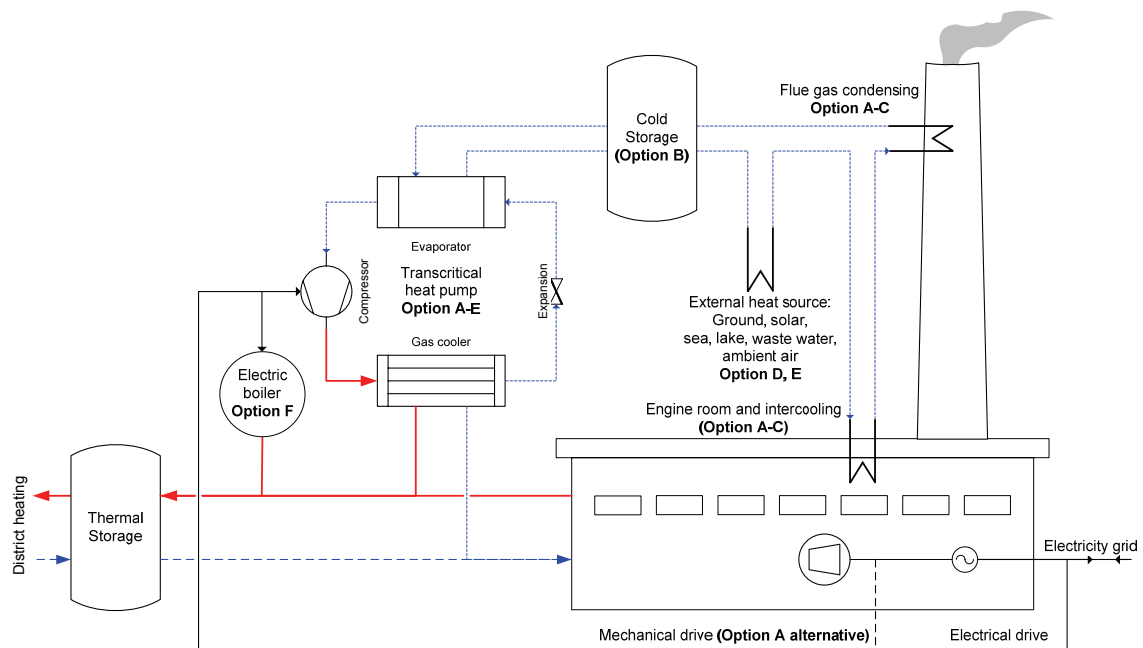 Flue gas condensing
Option A-C
Cold
Storage
(Option B)
Evaporator
Compressor
Transcritical
heat pump
Option A-E
Expansion
Gas cooler
External heat source:
Ground, solar,
sea, lake, waste water,
ambient air
Option D, E
Electric
boiler
Option F
Engine room and intercooling
(Option A-C)
District heating
Thermal
Storage
Electricity grid
Mechanical drive (Option A alternative)
Electrical drive